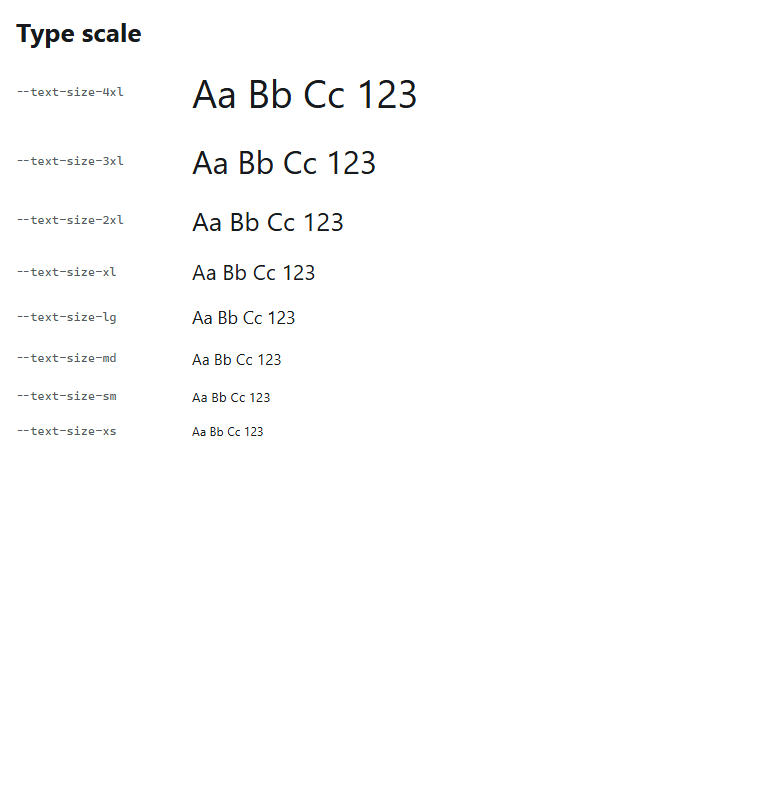 Type scale
--text-size-4xl Aa Bb Cc 123
--text-size-3xl Aa Bb Cc 123
--text-size-2xl Aa Bb Cc 123
--text-size-xl Aa Bb Cc 123
--text-size-lg Aa Bb Cc 123
--text-size-md Aa Bb Cc 123
--text-size-sm Aa Bb Cc 123
--text-size-xs Aa Bb Cc 123